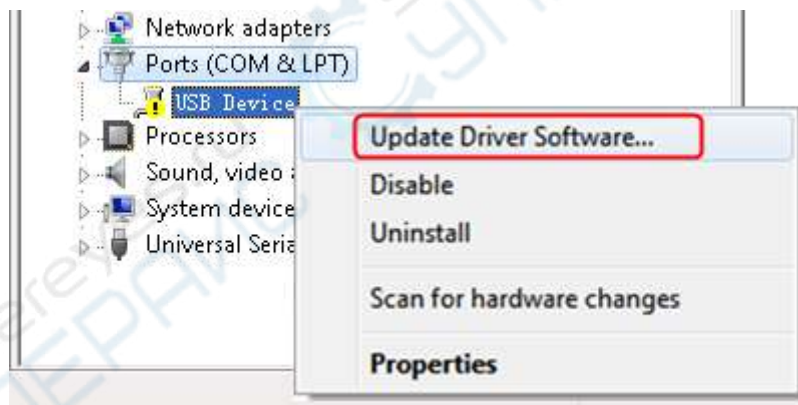 Network adapters
Ports (COM & LPT)
USB Device
Processors
Sound, video
System device
Universal Seria
Update Driver Software...
Disable
Uninstall
Scan for hardware changes
Properties